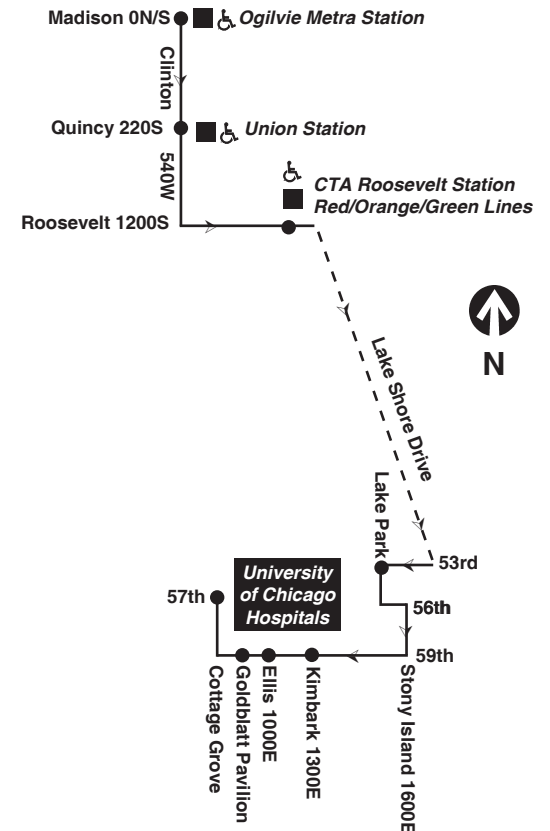 Madison 0N/S
Ogilvie Metra Station
Clinton
Quincy 220S
Union Station
540W
CTA Roosevelt Station
Red/Orange/Green Lines
Roosevelt 1200S
N
Lake Shore Drive
Lake Park
53rd
University
of Chicago
Hospitals
57th
56th
59th
Cottage Grove
Goldblatt Pavilion
Ellis 1000E
Kimbark 1300E
Stony Island 1600E